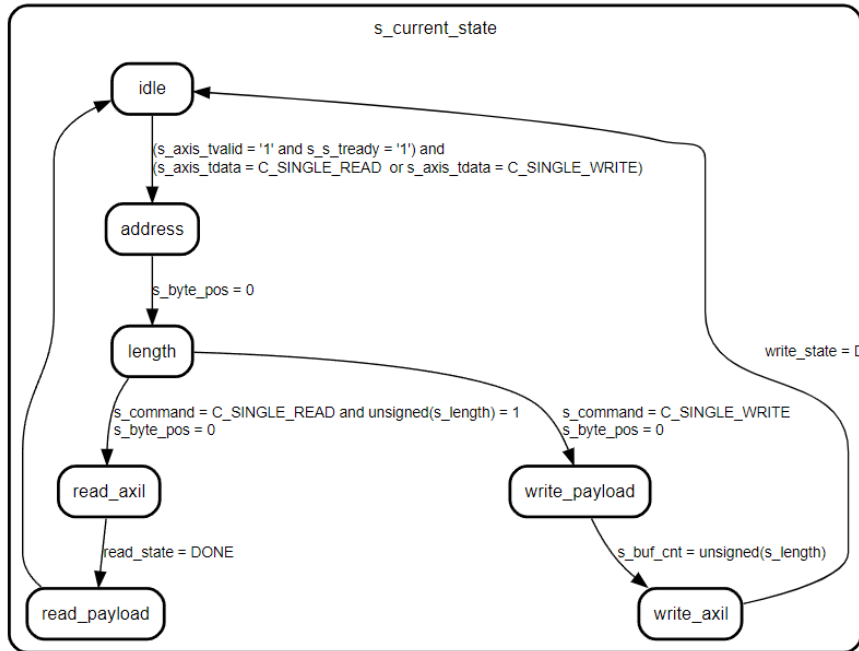 s_current_state
idle
(s_axis_tvalid = '1' and s_s_tready = '1') and
(s_axis_tdata = C_SINGLE_READ  or s_axis_tdata = C_SINGLE_WRITE)
address
s_byte_pos = 0
length
write_state = D
s_command = C_SINGLE_READ and unsigned(s_length) = 1
s_byte_pos = 0
s_command = C_SINGLE_WRITE
s_byte_pos = 0
read_axil
write_payload
read_state = DONE
s_buf_cnt = unsigned(s_length)
read_payload
write_axil